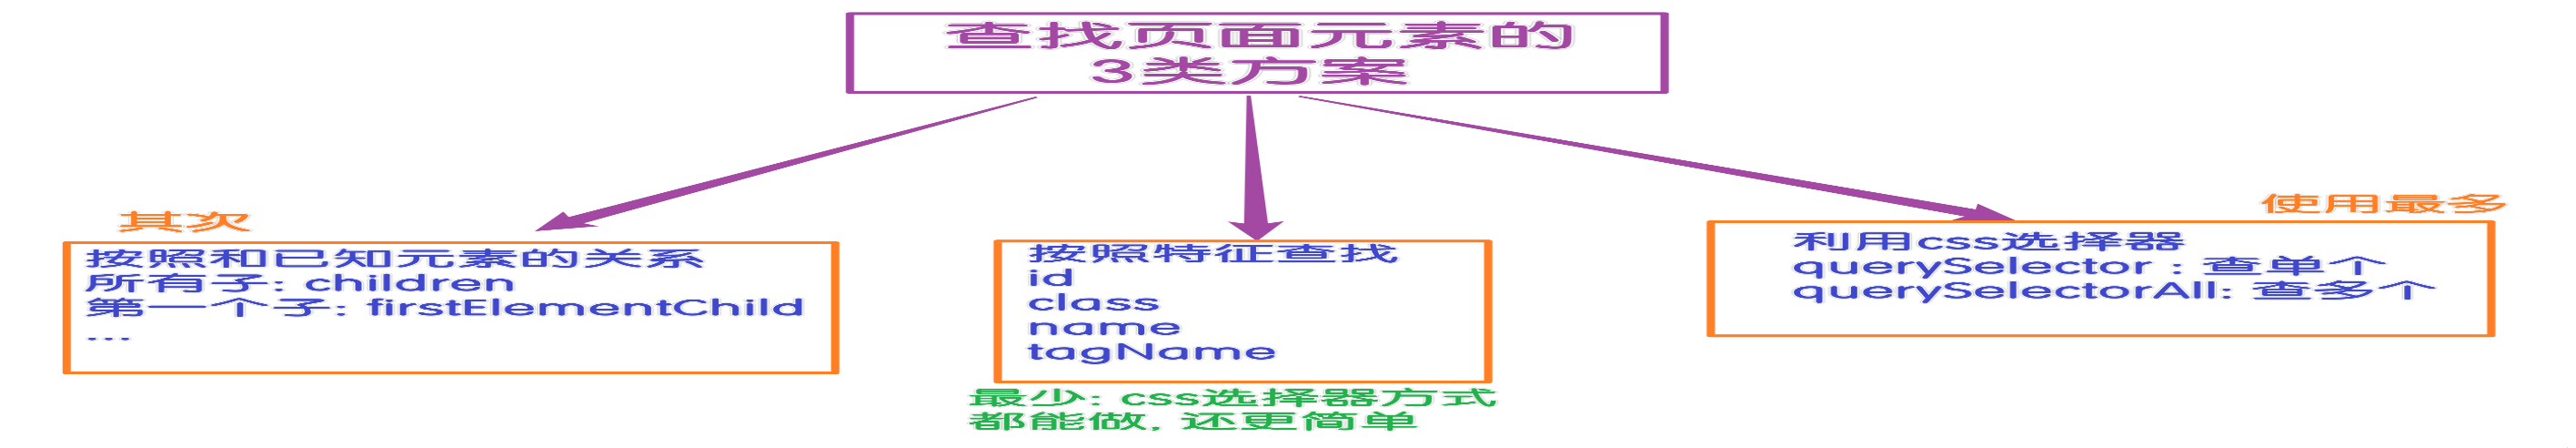 查找页面元素的
3类方案
其次
按照和已知元素的关系
所有子: children
第一个子: firstElementChild
...
按照特征查找
id
class
name
tagName
最少: css选择器方式
都能做, 还更简单
使用最多
利用css选择器
querySelector : 查单个
querySelectorAll: 查多个